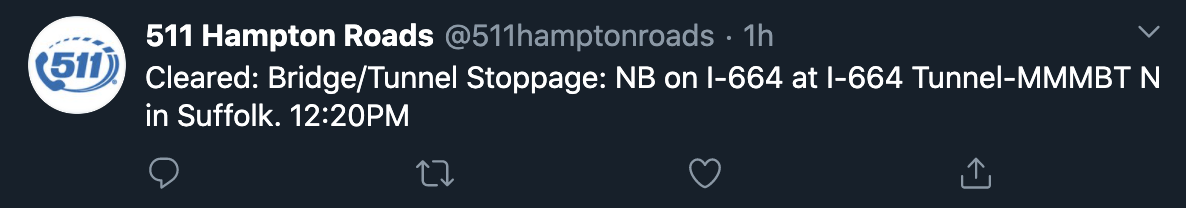 511
511 Hampton Roads @511hamptonroads · 1h
Cleared: Bridge/Tunnel Stoppage: NB on I-664 at I-664 Tunnel-MMMBT N
in Suffolk. 12:20PM